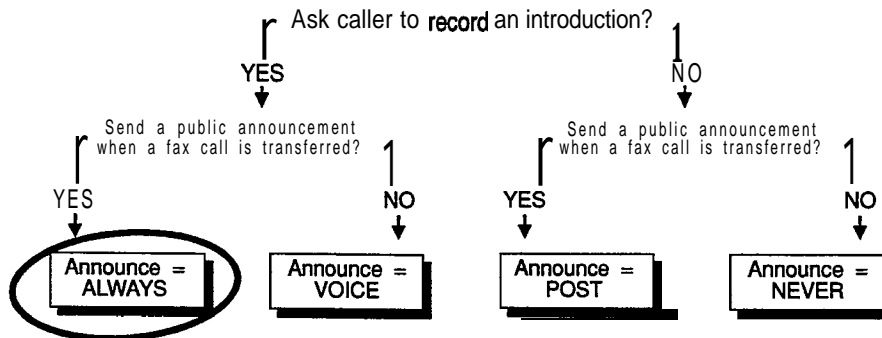 Ask caller to record an introduction?
YES
NO
Send a public announcement
when a fax call is transferred?
Send a public announcement
when a fax call is transferred?
YES
NO
YES
NO
Announce =
ALWAYS
Announce =
VOICE
Announce =
POST
Announce =
NEVER